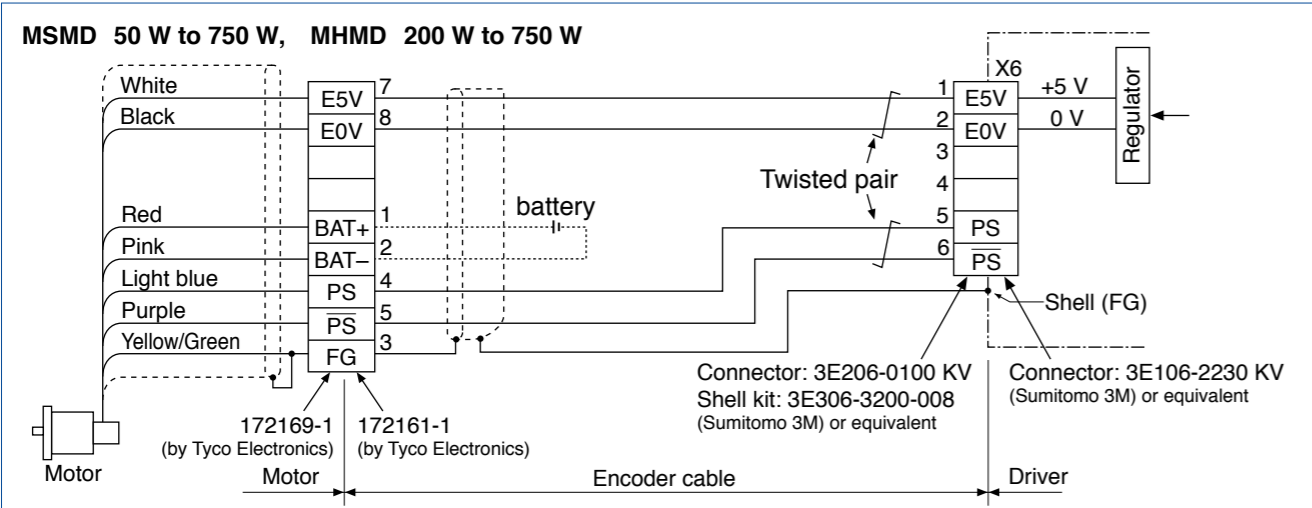 MSMD 50 W to 750 W, MHMD 200 W to 750 W
White
Black
Red
Pink
Light blue
Purple
Yellow/Green
E5V
E0V
BAT+
BAT–
PS
P̅S̅
FG
7
8
1
2
4
5
3
battery
Twisted pair
X6
1
2
3
4
5
6
E5V
E0V
PS
P̅S̅
+5 V
0 V
Regulator
Shell (FG)
Connector: 3E206-0100 KV
Shell kit: 3E306-3200-008
(Sumitomo 3M) or equivalent
Connector: 3E106-2230 KV
(Sumitomo 3M) or equivalent
172169-1
(by Tyco Electronics)
172161-1
(by Tyco Electronics)
Motor
Motor
Encoder cable
Driver